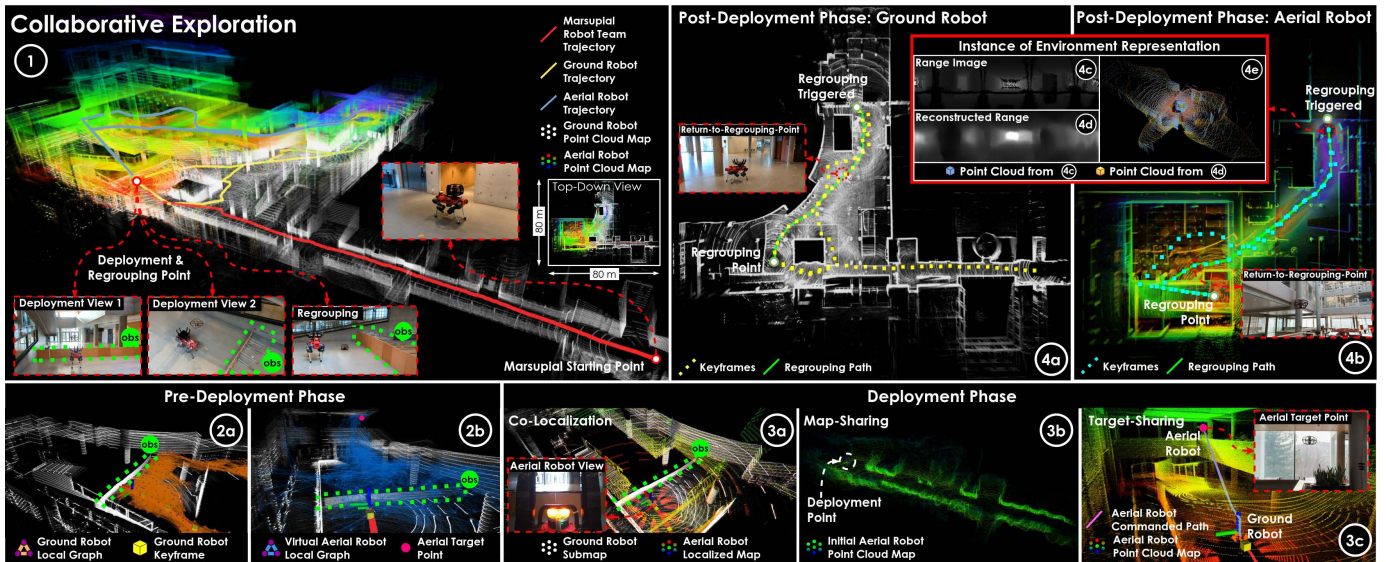 Collaborative Exploration
1
Marsupial
Robot Team
Trajectory
Ground Robot
Trajectory
Aerial Robot
Trajectory
Ground Robot
Point Cloud Map
Aerial Robot
Point Cloud Map
Top-Down View
80 m
80 m
Deployment &
Regrouping Point
Deployment View 1
obs
Deployment View 2
obs
Regrouping
obs
Marsupial Starting Point
Post-Deployment Phase: Ground Robot
Regrouping
Triggered
Return-to-Regrouping-Point
Regrouping
Point
Keyframes
Regrouping Path
4a
Post-Deployment Phase: Aerial Robot
Instance of Environment Representation
Range Image
4c
Reconstructed Range
4d
4e
Point Cloud from 4c
Point Cloud from 4d
Regrouping
Triggered
Return-to-Regrouping-Point
Regrouping
Point
Keyframes
Regrouping Path
4b
Pre-Deployment Phase
2a
obs
Ground Robot
Local Graph
Ground Robot
Keyframe
2b
obs
Virtual Aerial Robot
Local Graph
Aerial Target
Point
Deployment Phase
Co-Localization
3a
obs
Aerial Robot View
Ground Robot
Submap
Aerial Robot
Localized Map
Map-Sharing
3b
Deployment
Point
Initial Aerial Robot
Point Cloud Map
Target-Sharing
Aerial
Robot
Aerial Target Point
Aerial Robot
Commanded Path
Aerial Robot
Point Cloud Map
Ground
Robot
3c